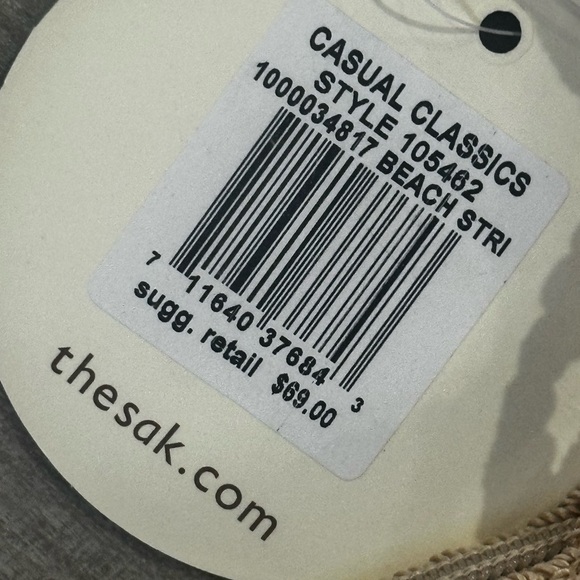 CASUAL CLASSICS
STYLE 105462
1000034817 BEACH STRI
7 11640 37684 3
sugg. retail $69.00
thesak.com